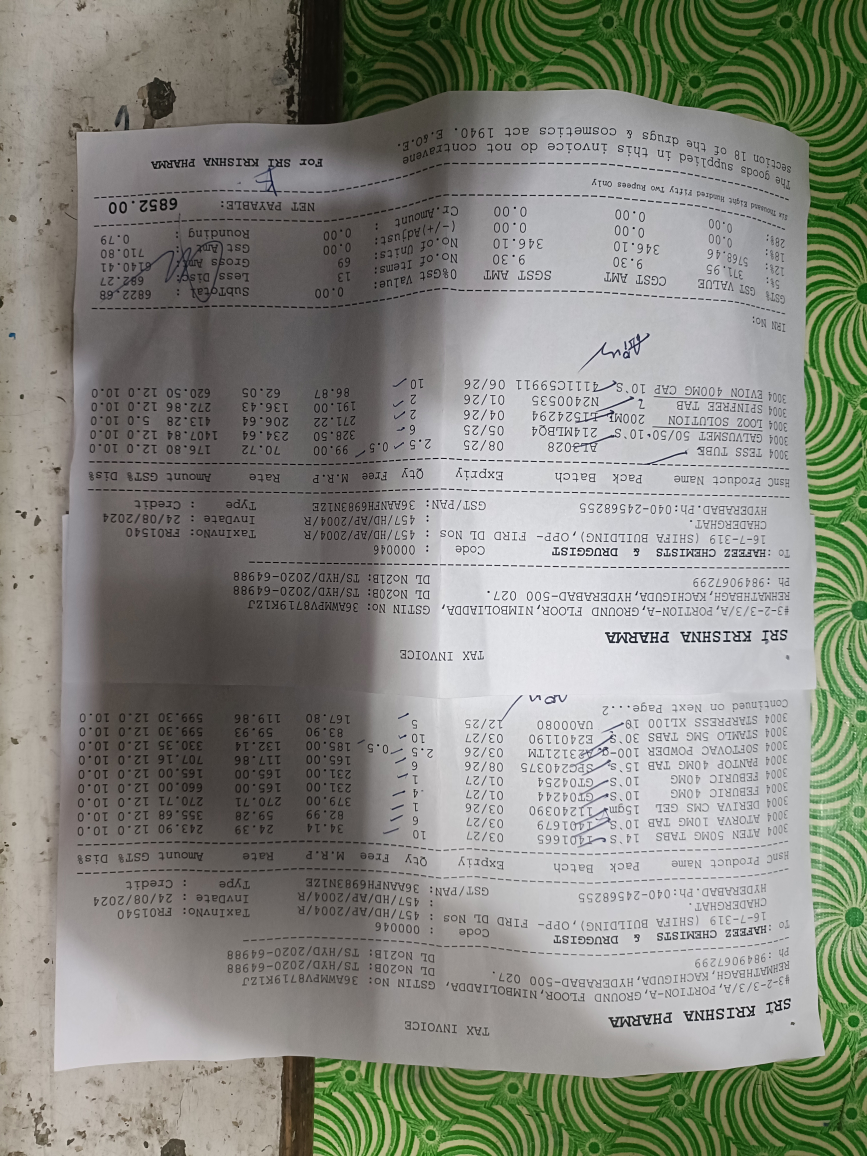 TAX INVOICE
SRI KRISHNA PHARMA
#3-2-3/3/A, PORTION-A, GROUND FLOOR, NIMBOLIADDA, GSTIN No: 36AWMPV8719K1ZJ
REHMATHBAGH, KACHIGUDA, HYDERABAD-500 027. DL No20B: TS/HYD/2020-64988
Ph :9849067299 DL No21B: TS/HYD/2020-64988
To :HAFEEZ CHEMISTS & DRUGGIST Code : 000046
16-7-319 (SHIFA BUILDING), OPP- FIRD DL Nos : 457/HD/AP/2004/R TaxInvNo: FR01540
CHADERGHAT. : 457/HD/AP/2004/R InvDate : 24/08/2024
HYDERABAD. Ph:040-24568255 GST/PAN: 36AANFH6983N1ZE Type : Credit
HsnC Product Name Pack Batch Expriy Qty Free M.R.P Rate Amount GST% Dis%
3004 ATEN 50MG TABS 14'S 1401665 03/27 10 34.14 24.39 243.90 12.0 10.0
3004 ATORVA 10MG TAB 10'S 1401679 03/27 6 82.99 59.28 355.68 12.0 10.0
3004 DERIVA CMS GEL 15gm 11240390 03/26 1 379.00 270.71 270.71 12.0 10.0
3004 FEBURIC 40MG 10'S GT04244 01/27 4 231.00 165.00 660.00 12.0 10.0
3004 FEBURIC 40MG 10'S GT04254 01/27 1 231.00 165.00 165.00 12.0 10.0
3004 PANTOP 40MG TAB 15'S SPC240375 08/26 6 165.00 117.86 707.16 12.0 10.0
3004 SOFTOVAC POWDER 100-G 03/26 2.5 0.5 185.00 132.14 330.35 12.0 10.0
3004 STAMLO 5MG TABS 30'S E2401190 03/27 10 83.90 59.93 599.30 12.0 10.0
3004 STARPRESS XL100 10 UA00080 12/25 5 167.80 119.86 599.30 12.0 10.0
Continued on Next Page...2
TAX INVOICE
SRI KRISHNA PHARMA
#3-2-3/3/A, PORTION-A, GROUND FLOOR, NIMBOLIADDA, GSTIN No: 36AWMPV8719K1ZJ
REHMATHBAGH, KACHIGUDA, HYDERABAD-500 027. DL No20B: TS/HYD/2020-64988
Ph :9849067299 DL No21B: TS/HYD/2020-64988
To :HAFEEZ CHEMISTS & DRUGGIST Code : 000046
16-7-319 (SHIFA BUILDING), OPP- FIRD DL Nos : 457/HD/AP/2004/R TaxInvNo: FR01540
CHADERGHAT. : 457/HD/AP/2004/R InvDate : 24/08/2024
HYDERABAD. Ph:040-24568255 GST/PAN: 36AANFH6983N1ZE Type : Credit
HsnC Product Name Pack Batch Expriy Qty Free M.R.P Rate Amount GST% Dis%
3004 TESS TUBE AL3028 08/25 2.5 0.5 99.00 70.72 176.80 12.0 10.0
3004 GALVUSMET 50/50 10'S 214MLBQ4 05/25 6 328.50 234.64 1407.84 12.0 10.0
3004 LOOZ SOLUTION 200M L1524294 04/26 2 271.22 206.64 413.28 5.0 10.0
3004 SPINFREE TAB N2400535 01/26 2 191.00 136.43 272.86 12.0 10.0
3004 EVION 400MG CAP 10'S 4111C59911 06/26 10 86.87 62.05 620.50 12.0 10.0
IRN No:
GST% GST VALUE CGST AMT SGST AMT 0%Gst Value: 0.00 SubTotal : 6822.68
5%: 371.95 9.30 9.30 No.of Items: 13 Less Disc: 682.27
12%: 5768.46 346.10 346.10 No.of Units: 69 Gross Amt 6140.41
18%: 0.00 0.00 0.00 (-/+)Adjust: 0.00 Gst Amt : 710.80
28%: 0.00 0.00 0.00 Cr.Amount : 0.00 Rounding : 0.79
Six Thousand Eight Hundred Fifty Two Rupees Only NET PAYABLE: 6852.00
The goods supplied in this invoice do not contravene For SRI KRISHNA PHARMA
section 18 of the drugs & cosmetics act 1940. E.&O.E.